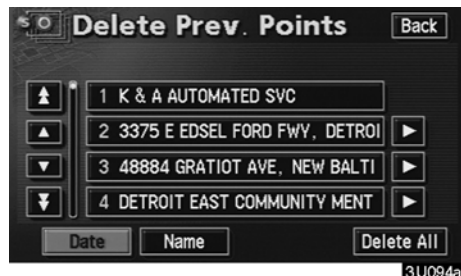 Delete Prev. Points Back
1 K & A AUTOMATED SVC
2 3375 E EDSEL FORD FWY, DETROI
3 48884 GRATIOT AVE, NEW BALTI
4 DETROIT EAST COMMUNITY MENT
Date Name Delete All
3U094a